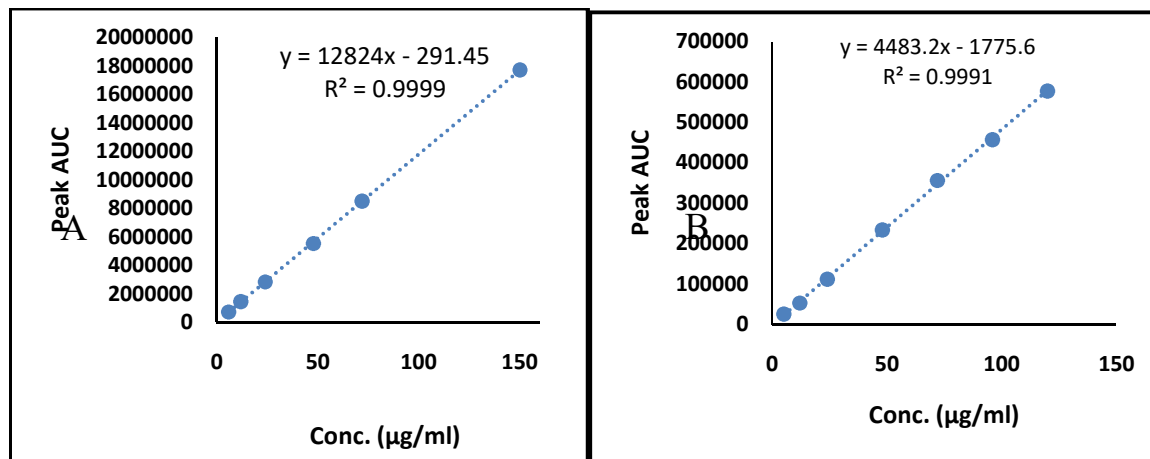 20000000
18000000
16000000
14000000
12000000
10000000
8000000
6000000
4000000
2000000
0
Peak AUC
A
y = 12824x - 291.45
R² = 0.9999
0 50 100 150
Conc. (µg/ml)
700000
600000
500000
400000
300000
200000
100000
0
Peak AUC
B
y = 4483.2x - 1775.6
R² = 0.9991
0 50 100 150
Conc. (µg/ml)